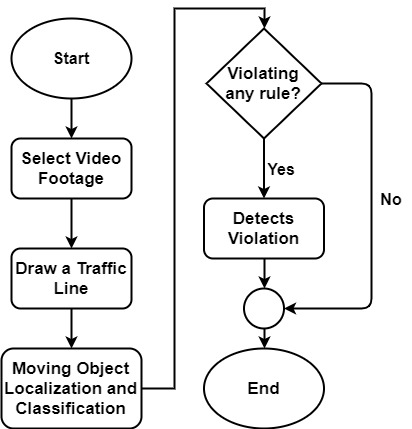 Start
Select Video
Footage
Draw a Traffic
Line
Moving Object
Localization and
Classification
Violating
any rule?
Yes
No
Detects
Violation
End